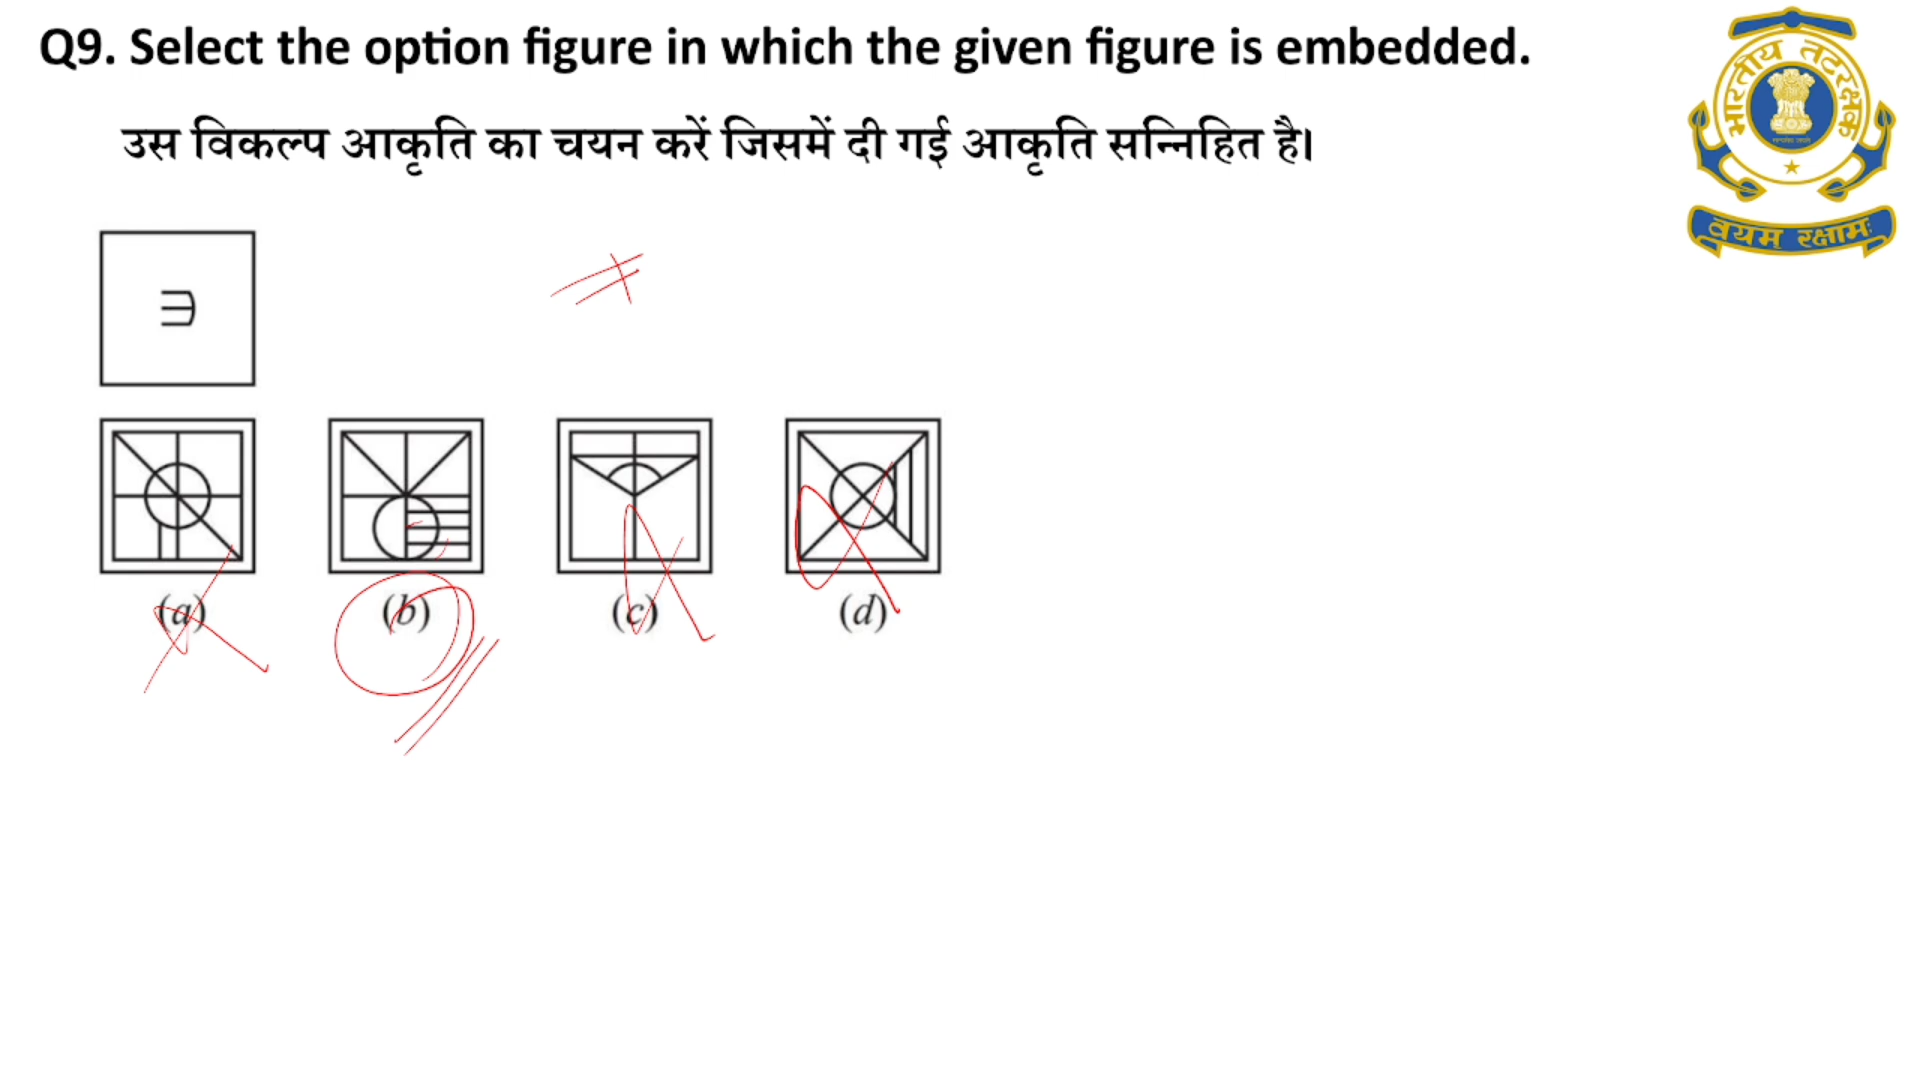 Q9. Select the option figure in which the given figure is embedded.
उस विकल्प आकृति का चयन करें जिसमें दी गई आकृति सन्निहित है।
भारतीय तटरक्षक
वयम् रक्षामः
(a) (b) (c) (d)